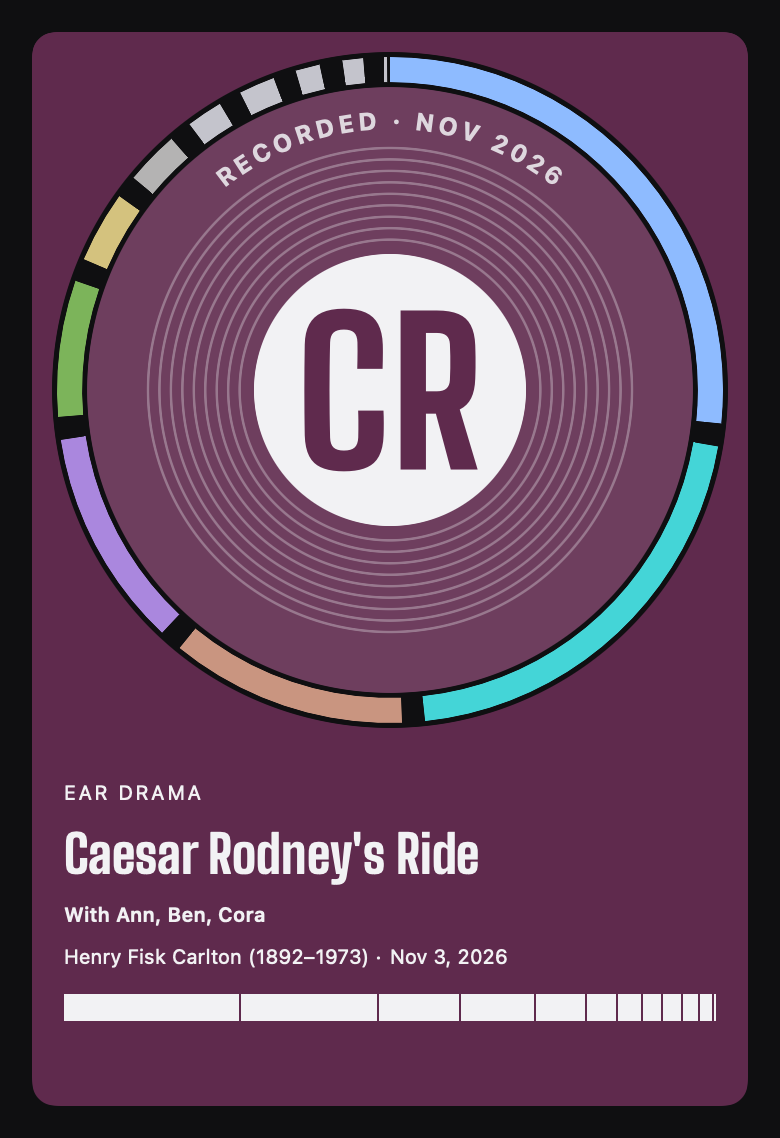 RECORDED · NOV 2026
CR
EAR DRAMA
Caesar Rodney's Ride
With Ann, Ben, Cora
Henry Fisk Carlton (1892–1973) · Nov 3, 2026